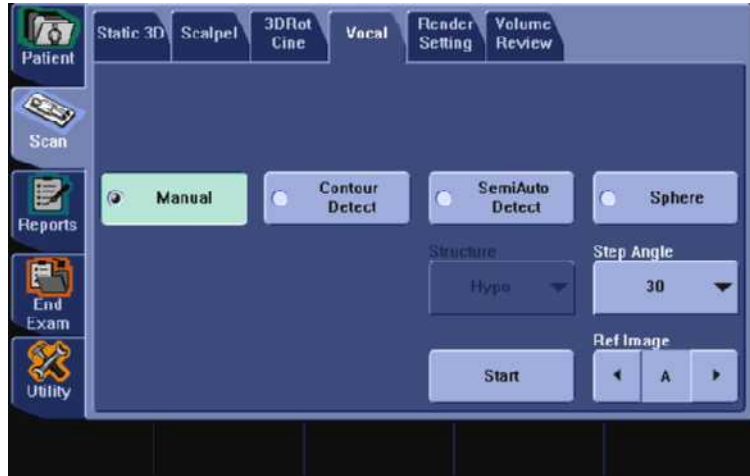 Patient
Scan
Reports
End
Exam
Utility
Static 3D
Scalpel
3DRot
Cine
Vocal
Render
Setting
Volume
Review
Manual
Contour
Detect
SemiAuto
Detect
Sphere
Structure
Hypo
Step Angle
30
Ref Image
Start
A